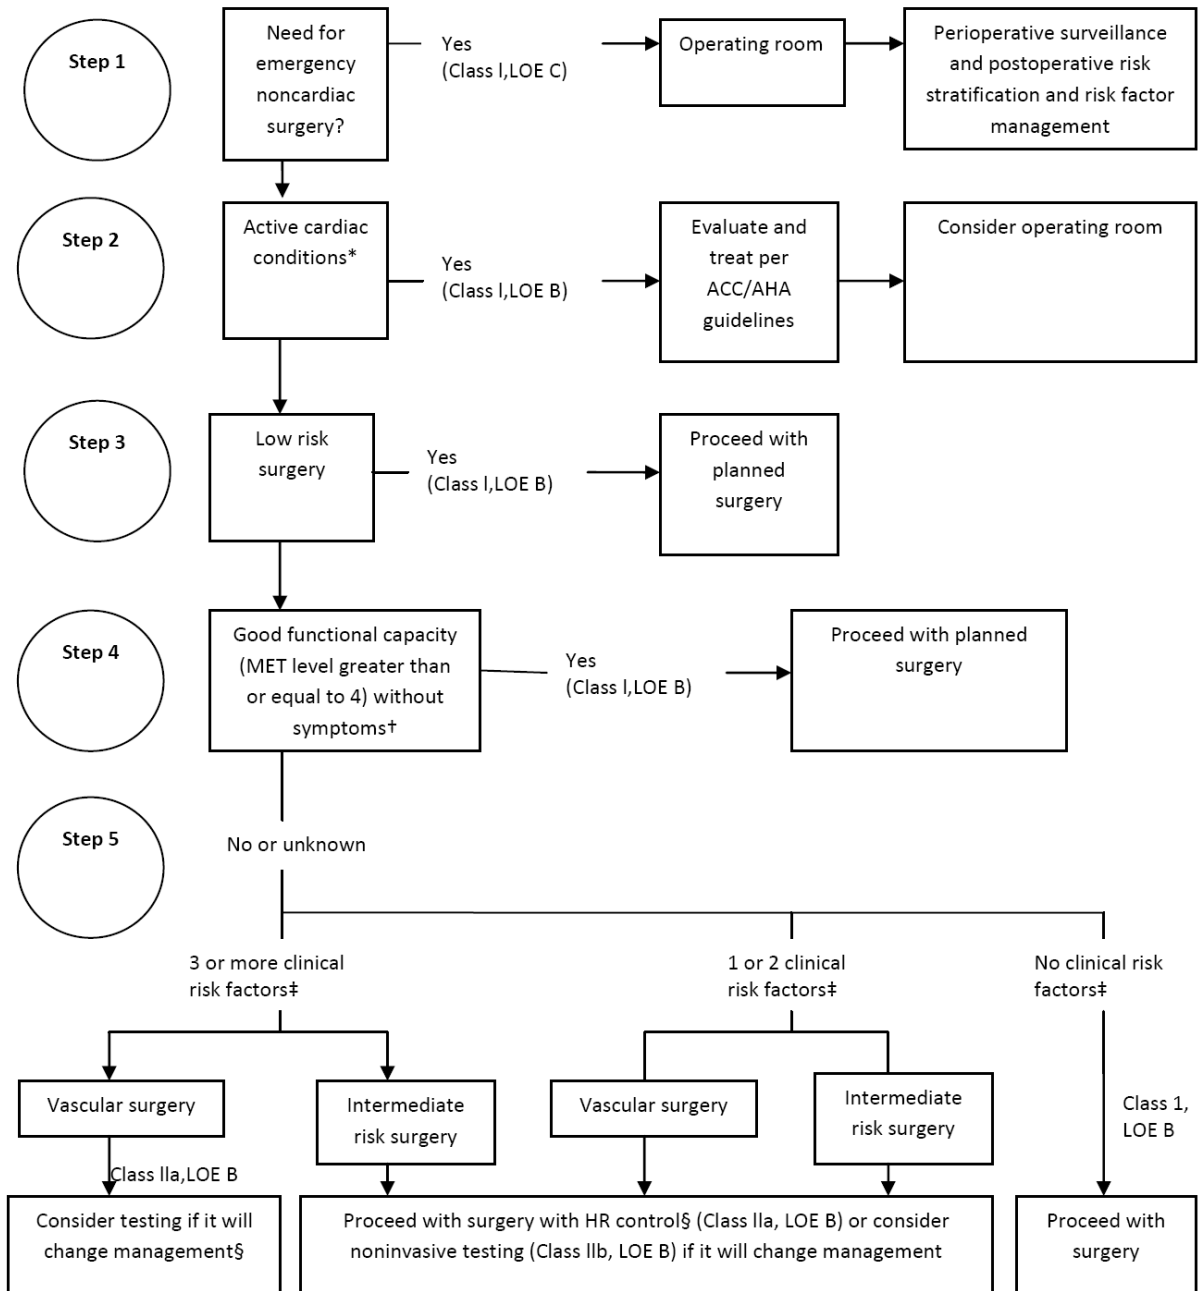 Step 1
Need for
emergency
noncardiac
surgery?
Yes
(Class l,LOE C)
Operating room
Perioperative surveillance
and postoperative risk
stratification and risk factor
management
Step 2
Active cardiac
conditions*
Yes
(Class l,LOE B)
Evaluate and
treat per
ACC/AHA
guidelines
Consider operating room
Step 3
Low risk
surgery
Yes
(Class l,LOE B)
Proceed with
planned
surgery
Step 4
Good functional capacity
(MET level greater than
or equal to 4) without
symptoms†
Yes
(Class l,LOE B)
Proceed with planned
surgery
Step 5
No or unknown
3 or more clinical
risk factors‡
1 or 2 clinical
risk factors‡
No clinical risk
factors‡
Vascular surgery
Intermediate
risk surgery
Vascular surgery
Intermediate
risk surgery
Class 1,
LOE B
Class lla,LOE B
Consider testing if it will
change management§
Proceed with surgery with HR control§ (Class lla, LOE B) or consider
noninvasive testing (Class llb, LOE B) if it will change management
Proceed with
surgery